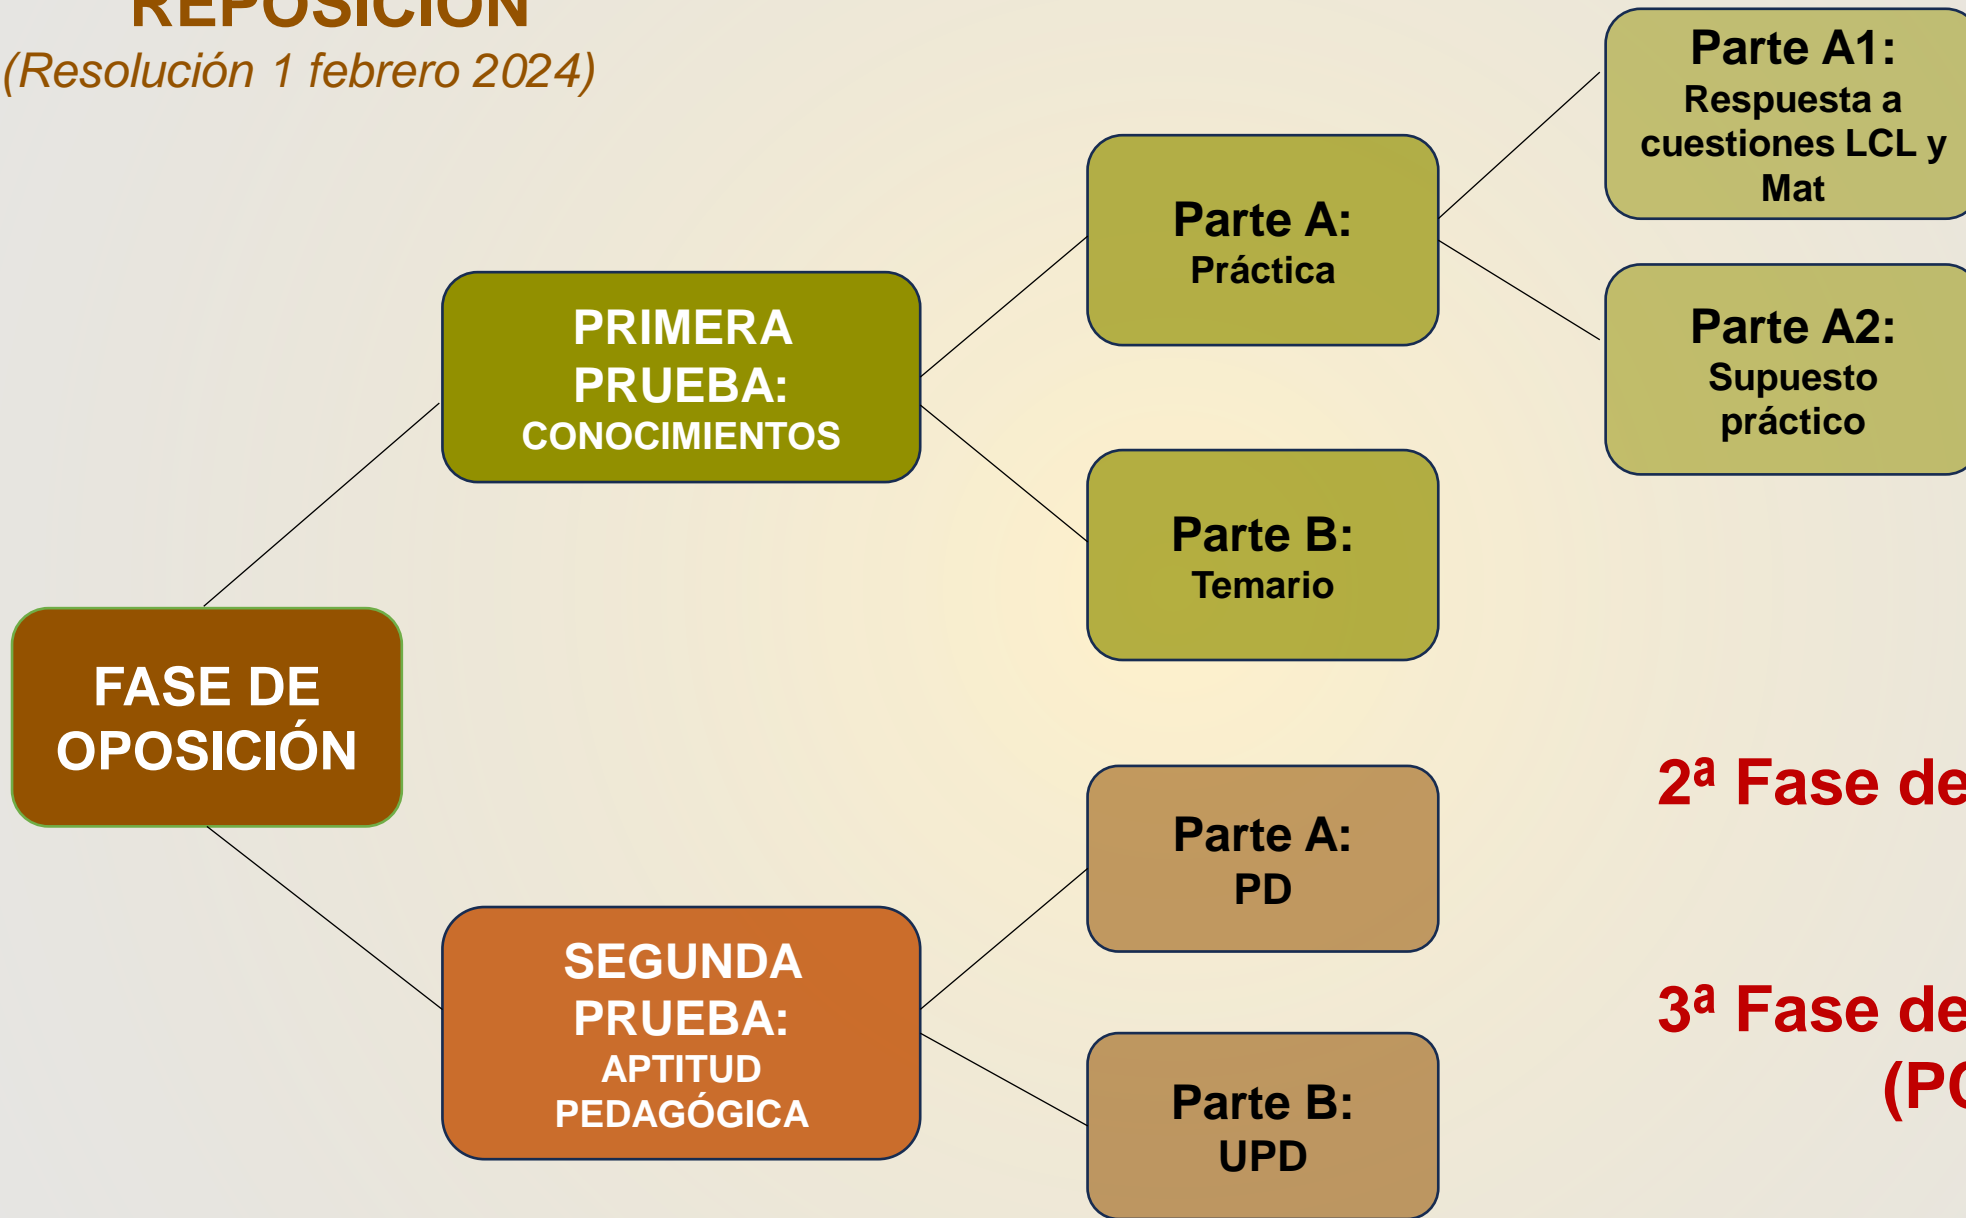 REPOSICIÓN
(Resolución 1 febrero 2024)
Parte A1:
Respuesta a
cuestiones LCL y
Mat
Parte A:
Práctica
Parte A2:
Supuesto
práctico
PRIMERA
PRUEBA:
CONOCIMIENTOS
Parte B:
Temario
FASE DE
OPOSICIÓN
2ª Fase de
Parte A:
PD
SEGUNDA
PRUEBA:
APTITUD
PEDAGÓGICA
3ª Fase de
Parte B:
UPD